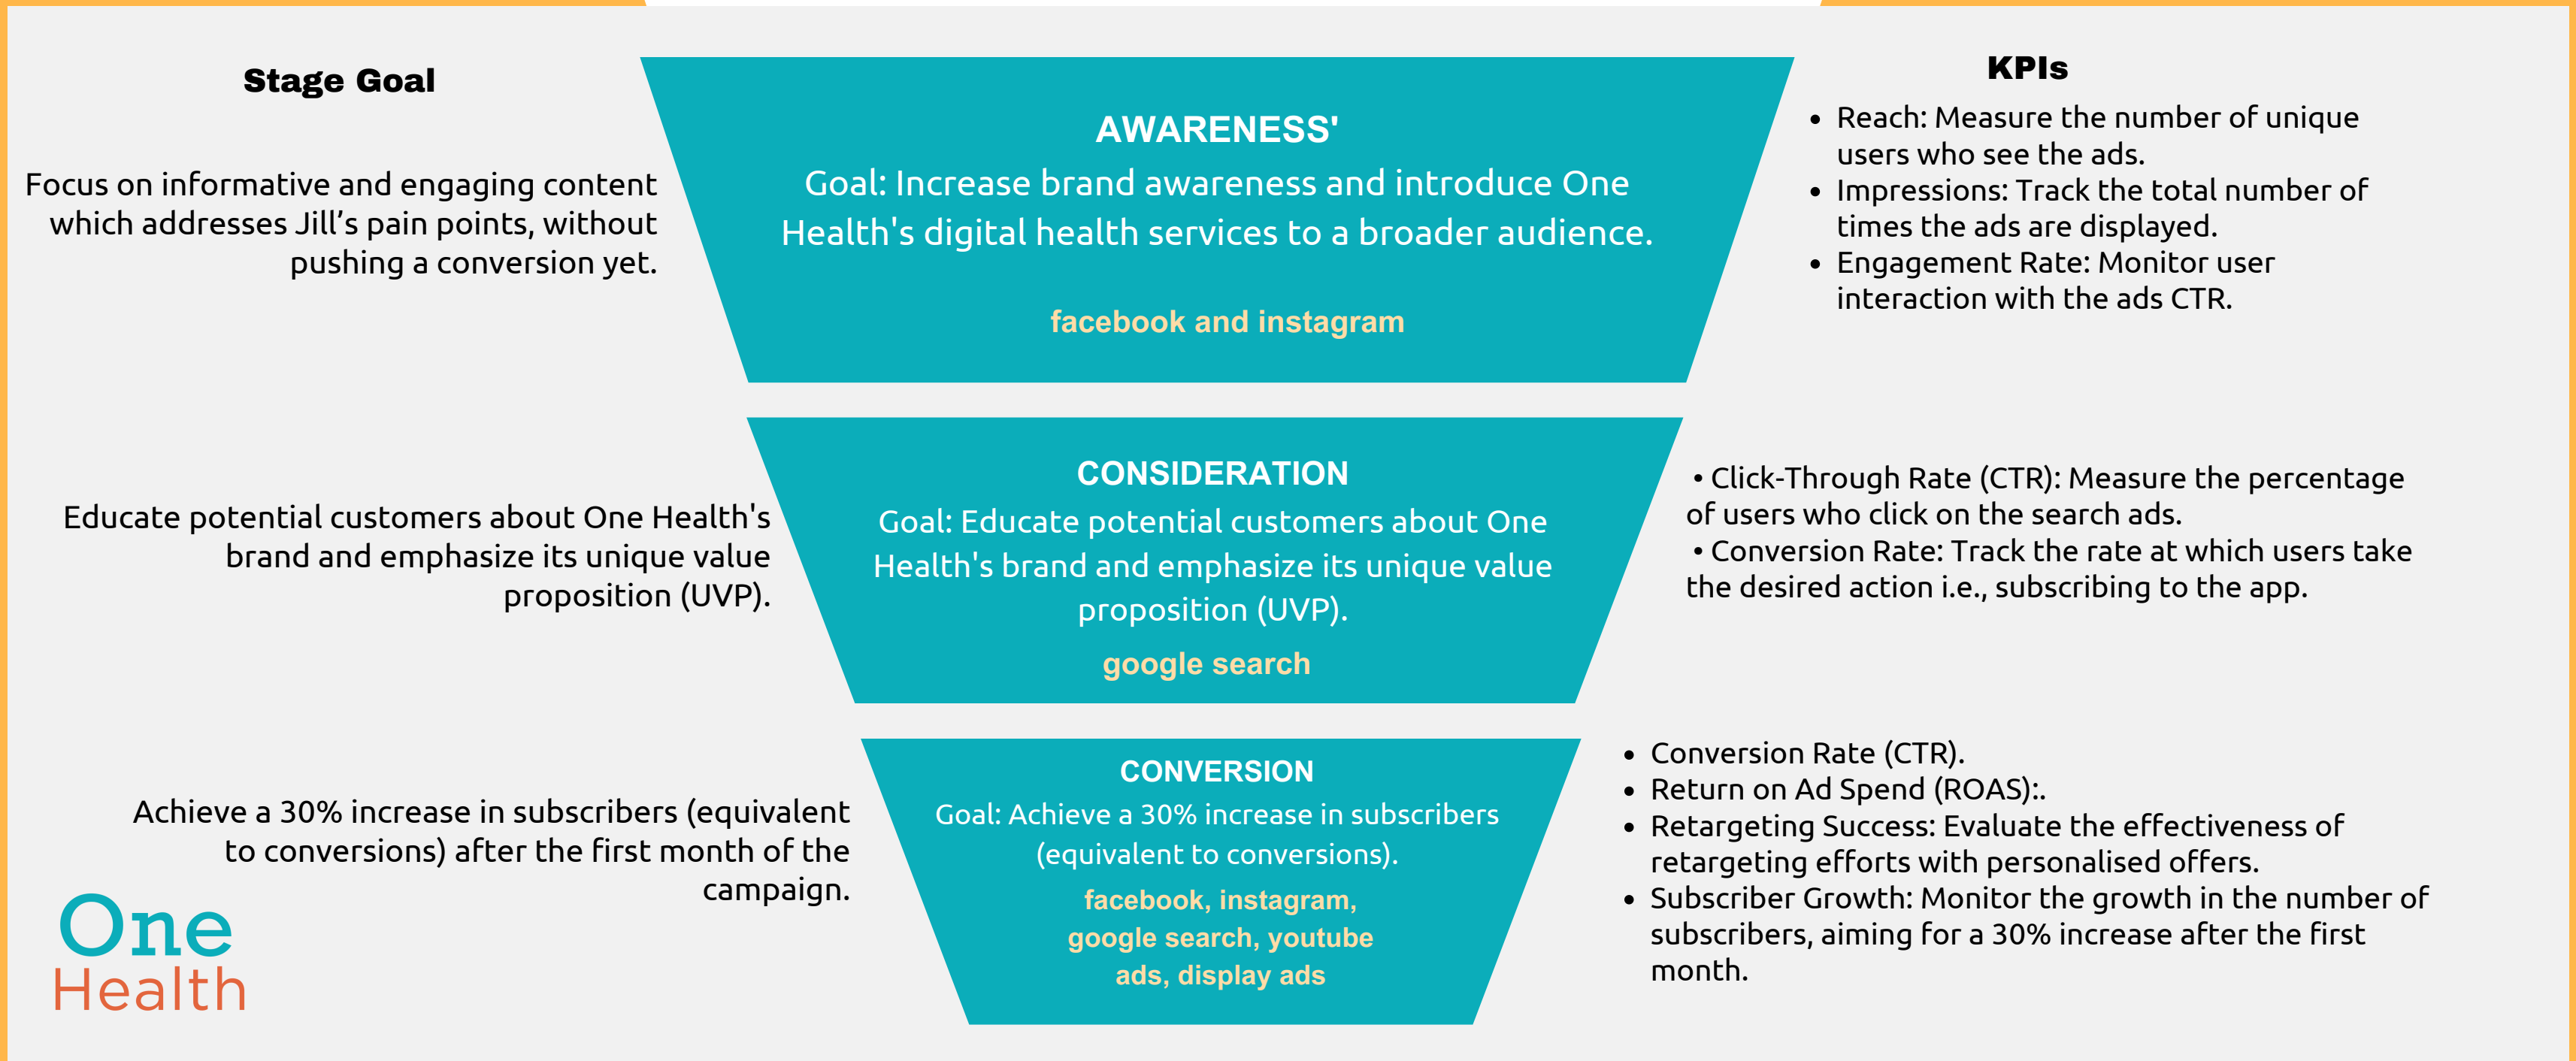 Stage Goal
Focus on informative and engaging content
which addresses Jill’s pain points, without
pushing a conversion yet.
AWARENESS'
Goal: Increase brand awareness and introduce One
Health's digital health services to a broader audience.
facebook and instagram
KPIs
• Reach: Measure the number of unique
users who see the ads.
• Impressions: Track the total number of
times the ads are displayed.
• Engagement Rate: Monitor user
interaction with the ads CTR.
Educate potential customers about One Health's
brand and emphasize its unique value
proposition (UVP).
CONSIDERATION
Goal: Educate potential customers about One
Health's brand and emphasize its unique value
proposition (UVP).
google search
• Click-Through Rate (CTR): Measure the percentage
of users who click on the search ads.
• Conversion Rate: Track the rate at which users take
the desired action i.e., subscribing to the app.
Achieve a 30% increase in subscribers (equivalent
to conversions) after the first month of the
campaign.
CONVERSION
Goal: Achieve a 30% increase in subscribers
(equivalent to conversions).
facebook, instagram,
google search, youtube
ads, display ads
• Conversion Rate (CTR).
• Return on Ad Spend (ROAS):.
• Retargeting Success: Evaluate the effectiveness of
retargeting efforts with personalised offers.
• Subscriber Growth: Monitor the growth in the number of
subscribers, aiming for a 30% increase after the first
month.
One
Health